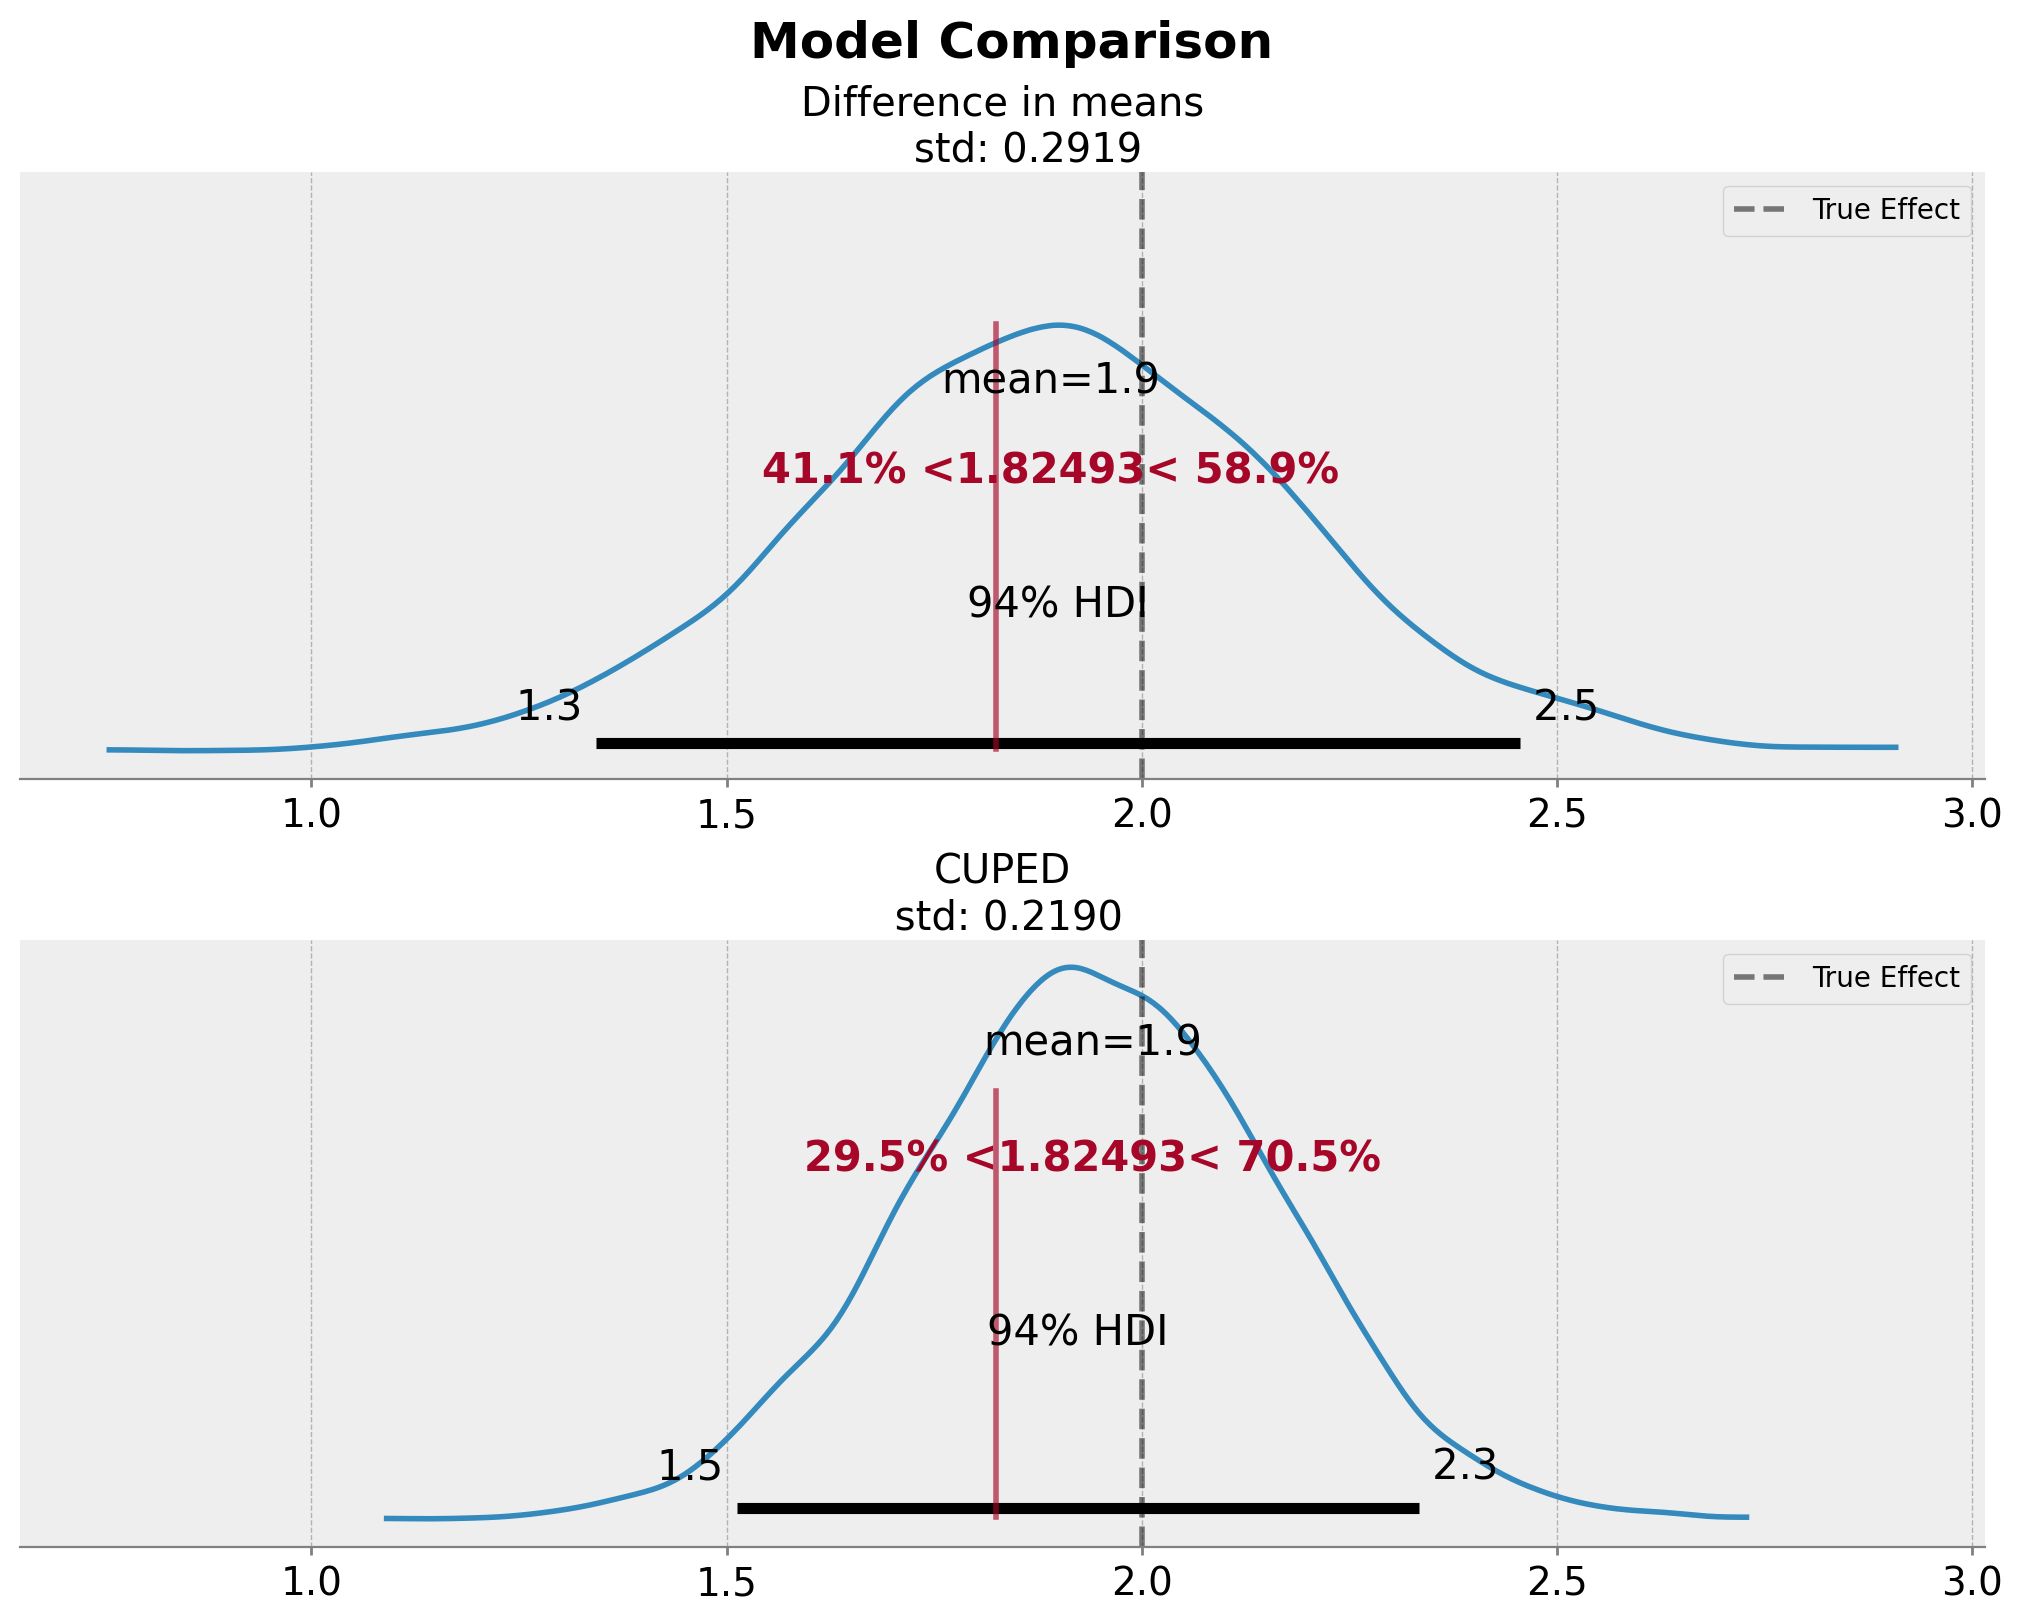 Model Comparison
Difference in means
std: 0.2919
True Effect
mean=1.9
41.1% <1.82493< 58.9%
94% HDI
1.3
2.5
1.0 1.5 2.0 2.5 3.0
CUPED
std: 0.2190
True Effect
mean=1.9
29.5% <1.82493< 70.5%
94% HDI
1.5
2.3
1.0 1.5 2.0 2.5 3.0